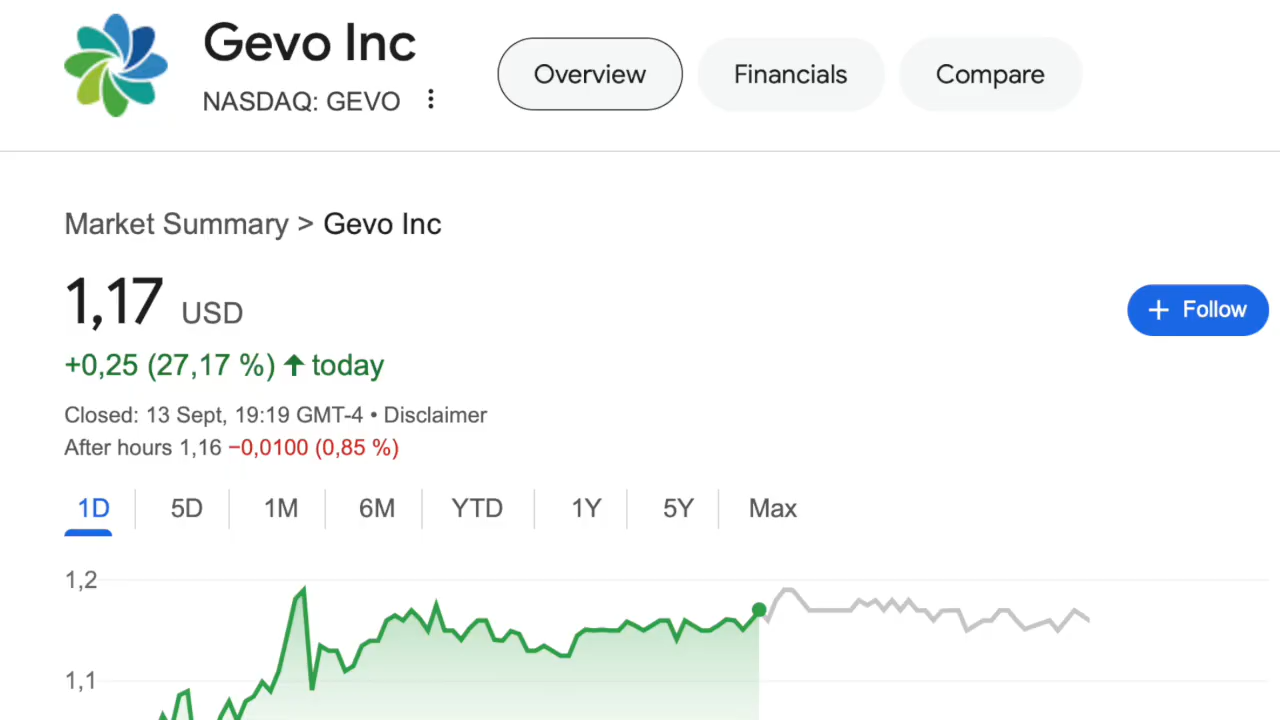 Gevo Inc
NASDAQ: GEVO
Overview
Financials
Compare
Market Summary > Gevo Inc
1,17 USD
+ Follow
+0,25 (27,17 %) ↑ today
Closed: 13 Sept, 19:19 GMT-4 • Disclaimer
After hours 1,16 −0,0100 (0,85 %)
1D 5D 1M 6M YTD 1Y 5Y Max
1,2
1,1